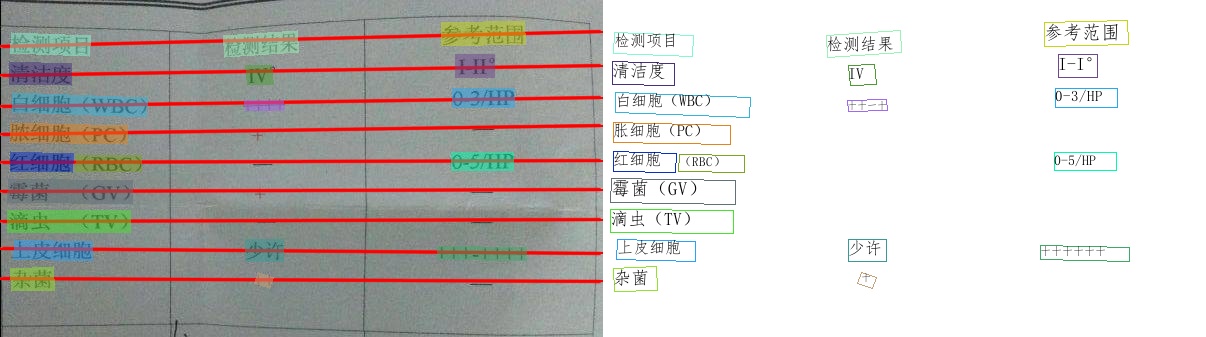 检测项目 检测结果 参考范围
清洁度 IV° I-II°
白细胞（WBC） ++++ 0-3/HP
脓细胞（PC） + —
红细胞（RBC） — 0-5/HP
霉菌（GV） + —
滴虫（TV） — —
上皮细胞 少许 +++-++++
杂菌 —
检测项目 检测结果 参考范围
清洁度 IV I-I°
白细胞（WBC） ++-+ 0-3/HP
胀细胞（PC）
红细胞 （RBC） 0-5/HP
霉菌（GV）
滴虫（TV）
上皮细胞 少许 ++++++
杂菌 +